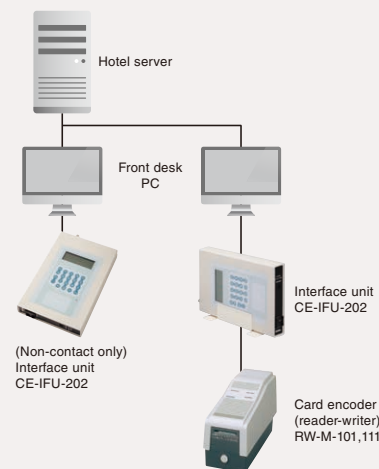 Hotel server
Front desk
PC
Interface unit
CE-IFU-202
(Non-contact only)
Interface unit
CE-IFU-202
Card encoder
(reader-writer)
RW-M-101,111